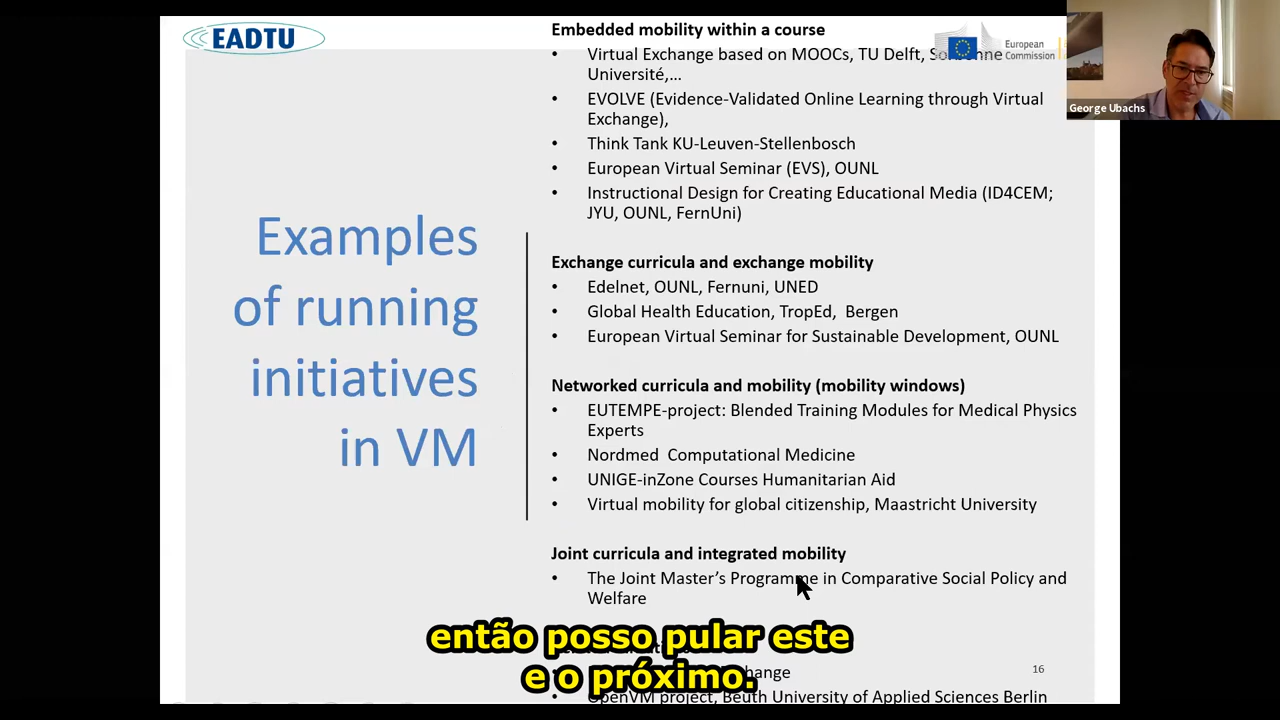 EADTU
Examples
of running
initiatives
in VM
Embedded mobility within a course
• Virtual Exchange based on MOOCs, TU Delft, Sorbonne
Université,...
• EVOLVE (Evidence-Validated Online Learning through Virtual
Exchange),
• Think Tank KU-Leuven-Stellenbosch
• European Virtual Seminar (EVS), OUNL
• Instructional Design for Creating Educational Media (ID4CEM;
JYU, OUNL, FernUni)
Exchange curricula and exchange mobility
• Edelnet, OUNL, Fernuni, UNED
• Global Health Education, TropEd, Bergen
• European Virtual Seminar for Sustainable Development, OUNL
Networked curricula and mobility (mobility windows)
• EUTEMPE-project: Blended Training Modules for Medical Physics
Experts
• Nordmed Computational Medicine
• UNIGE-inZone Courses Humanitarian Aid
• Virtual mobility for global citizenship, Maastricht University
Joint curricula and integrated mobility
• The Joint Master's Programme in Comparative Social Policy and
Welfare
Exchange
• OpenVM project, Beuth University of Applied Sciences Berlin
16
European
Commission
George Ubachs
então posso pular este
e o próximo.